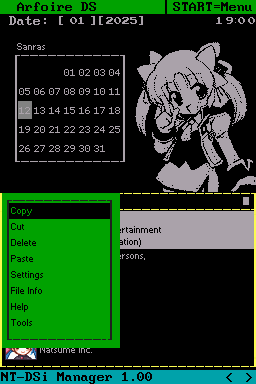 Arfoire DS START=Menu
Date: [ 01 ][2025] 19:00
Sanras
01 02 03 04
05 06 07 08 09 10 11
12 13 14 15 16 17 18
19 20 21 22 23 24 25
26 27 28 29 30 31
Copy
Cut
Delete
Paste
Settings
File Info
Help
Tools
ertainment
ation)
ersons,
Natsume Inc.
NT-DSi Manager 1.00 < >